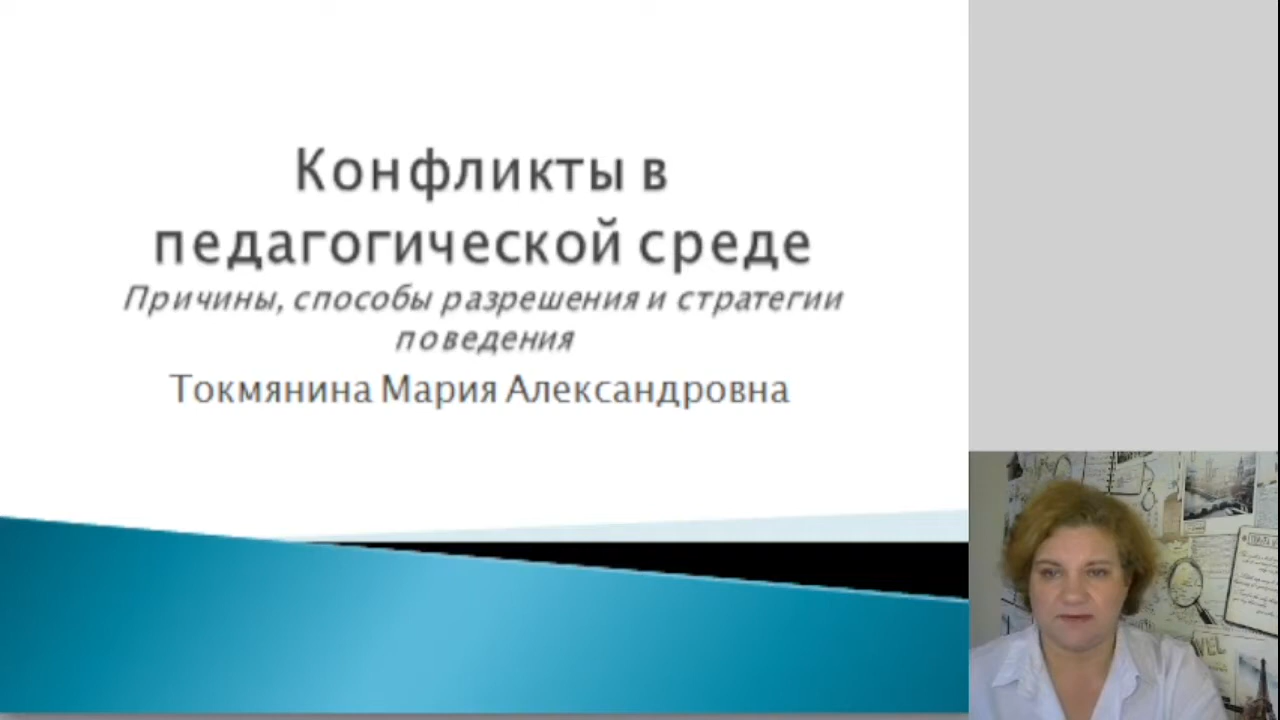 Конфликты в
педагогической среде
Причины, способы разрешения и стратегии
поведения
Токмянина Мария Александровна